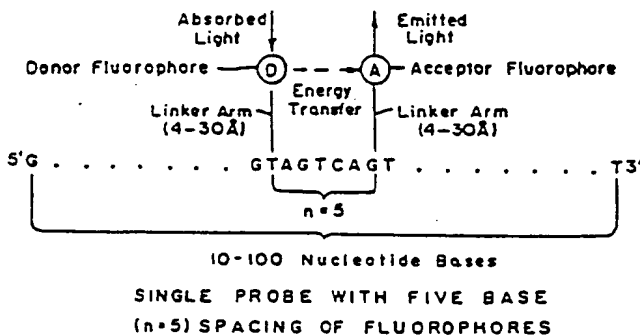 Absorbed Light
Emitted Light
Donor Fluorophore
D
A
Acceptor Fluorophore
Energy Transfer
Linker Arm (4-30Å)
Linker Arm (4-30Å)
5'G . . . . . . . . GTAGTCAGT . . . . . . . . T3'
n=5
10-100 Nucleotide Bases
SINGLE PROBE WITH FIVE BASE
(n=5) SPACING OF FLUOROPHORES